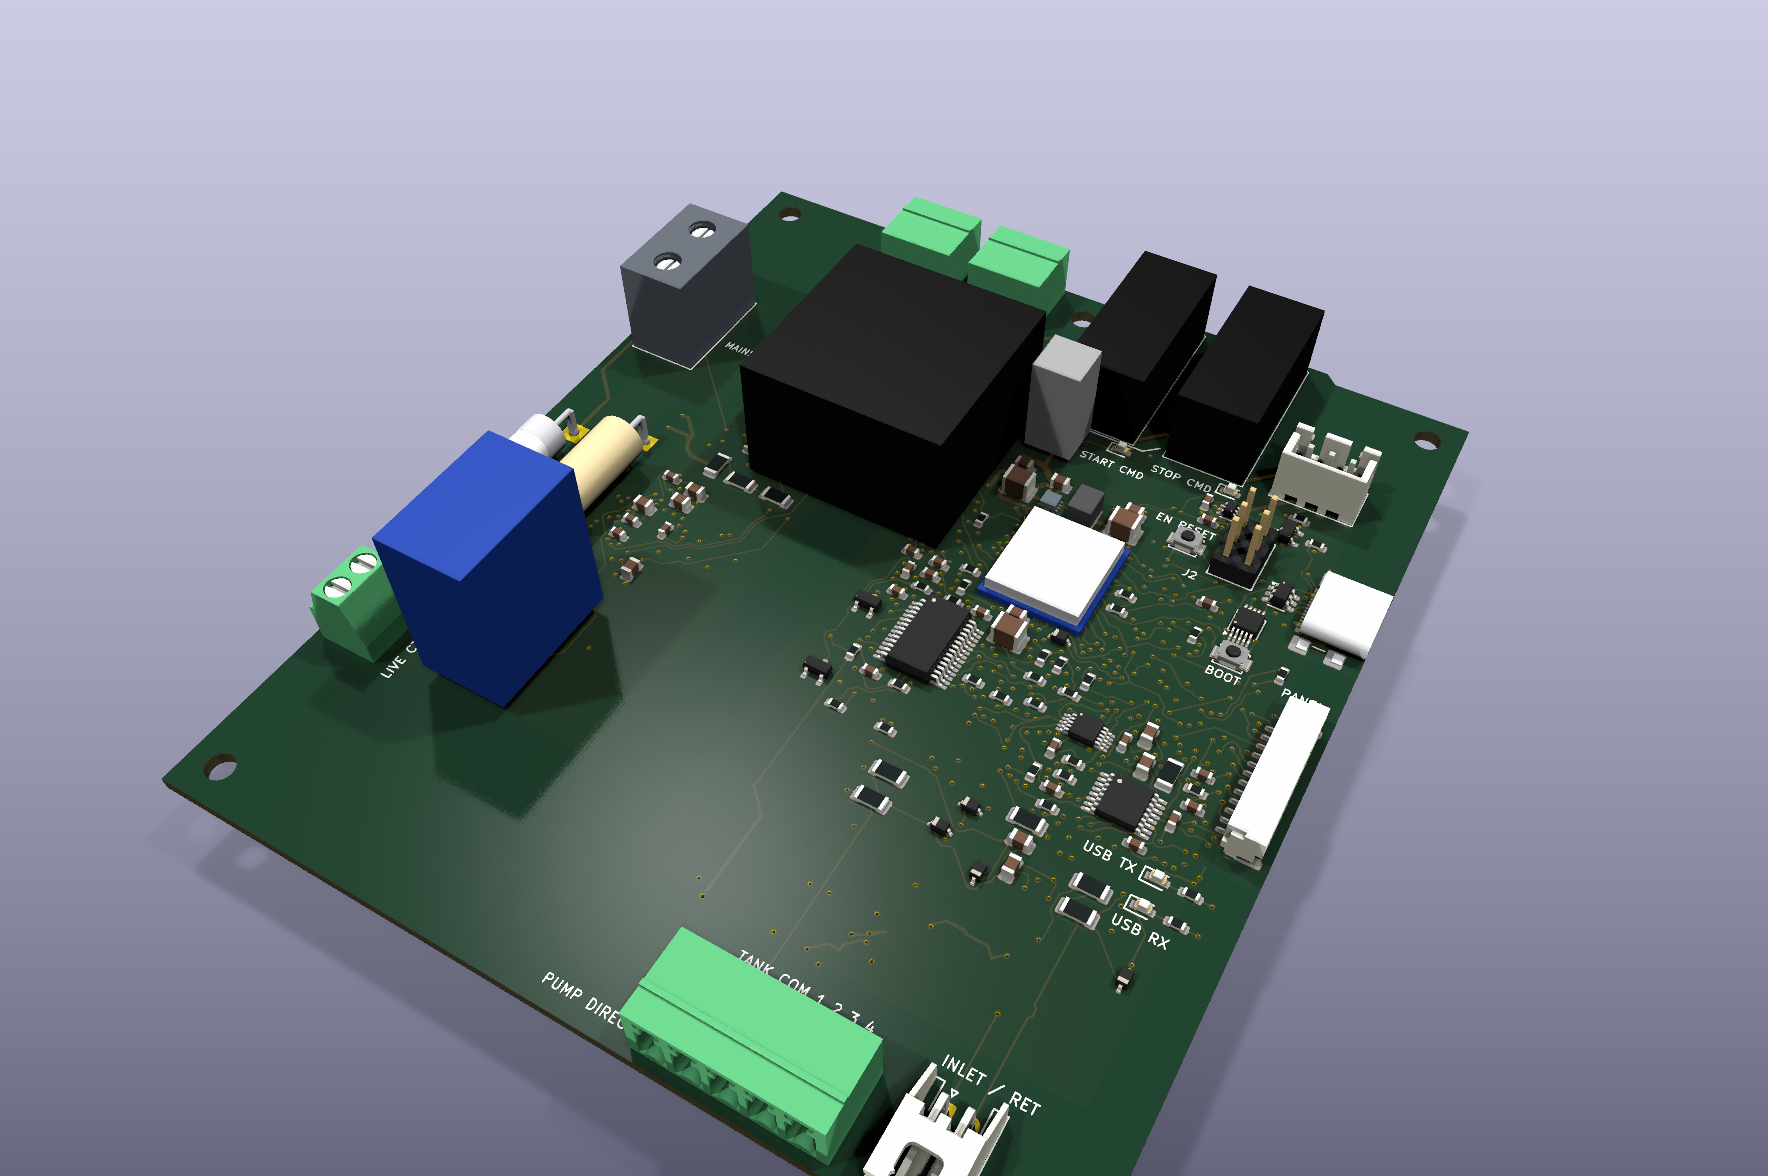 START CMD
STOP CMD
EN RESET
J2
BOOT
LIVE
USB TX
USB RX
TANK COM 1 2 3 4
PUMP
INLET / RET